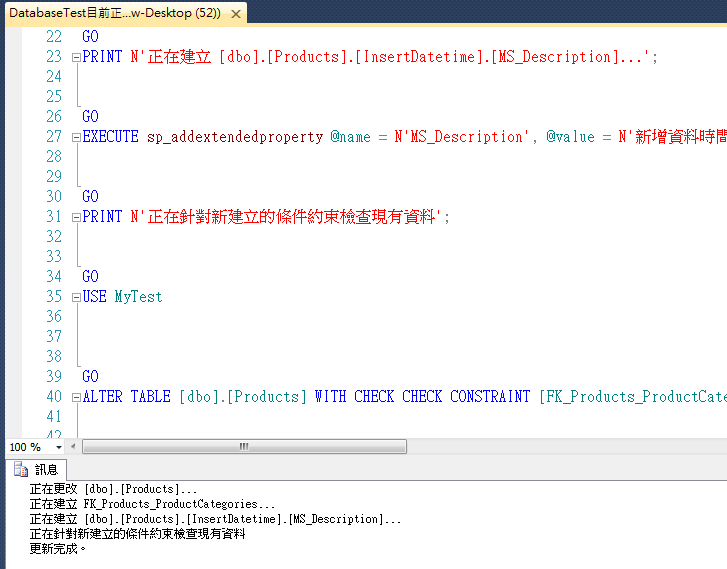 DatabaseTest目前正...w-Desktop (52))
22 GO
23 PRINT N'正在建立 [dbo].[Products].[InsertDatetime].[MS_Description]...';
24
25
26 GO
27 EXECUTE sp_addextendedproperty @name = N'MS_Description', @value = N'新增資料時間
28
29
30 GO
31 PRINT N'正在針對新建立的條件約束檢查現有資料';
32
33
34 GO
35 USE MyTest
36
37
38
39 GO
40 ALTER TABLE [dbo].[Products] WITH CHECK CHECK CONSTRAINT [FK_Products_ProductCate
41
42
100 %
訊息
正在更改 [dbo].[Products]...
正在建立 FK_Products_ProductCategories...
正在建立 [dbo].[Products].[InsertDatetime].[MS_Description]...
正在針對新建立的條件約束檢查現有資料
更新完成。